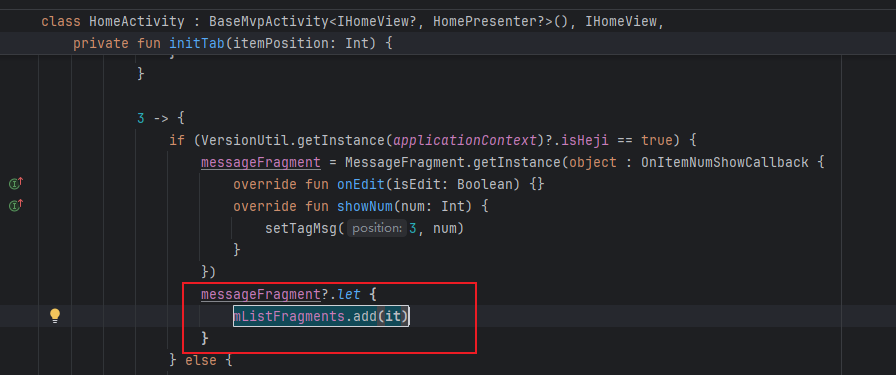 class HomeActivity : BaseMvpActivity<IHomeView?, HomePresenter?>(), IHomeView,
private fun initTab(itemPosition: Int) {
}
}
3 -> {
if (VersionUtil.getInstance(applicationContext)?.isHeji == true) {
messageFragment = MessageFragment.getInstance(object : OnItemNumShowCallback {
override fun onEdit(isEdit: Boolean) {}
override fun showNum(num: Int) {
setTagMsg( position: 3, num)
}
})
messageFragment?.let {
mListFragments.add(it)
}
} else {